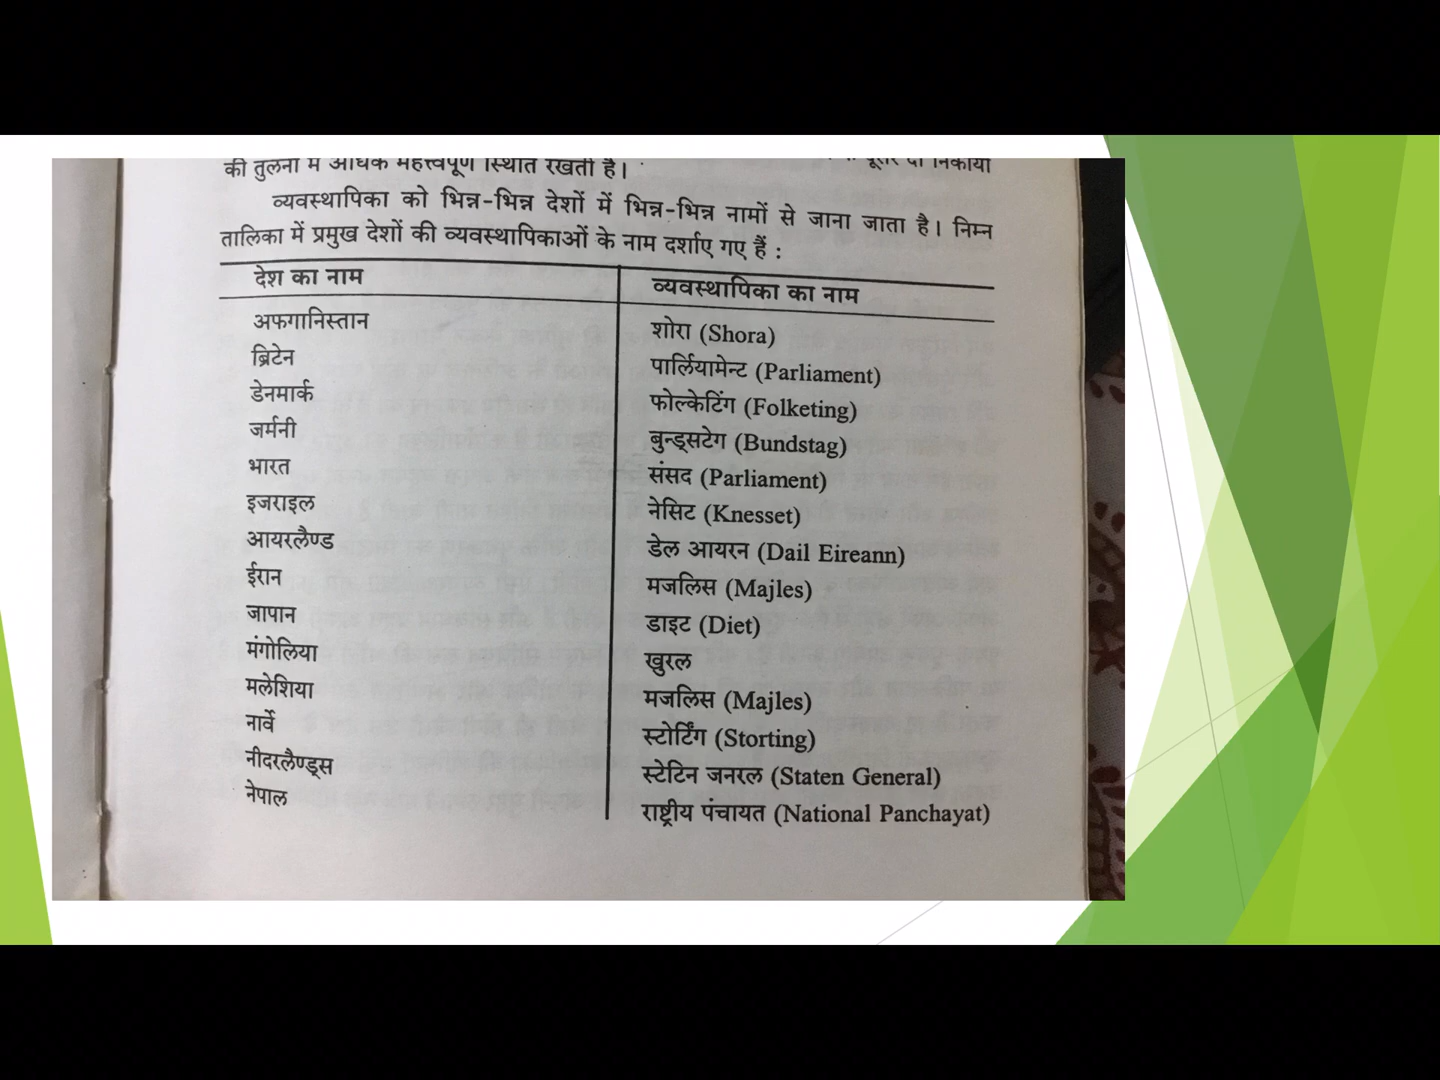 की तुलना में अधिक महत्त्वपूर्ण स्थिति रखती है।
व्यवस्थापिका को भिन्न-भिन्न देशों में भिन्न-भिन्न नामों से जाना जाता है। निम्न
तालिका में प्रमुख देशों की व्यवस्थापिकाओं के नाम दर्शाए गए हैं :
देश का नाम व्यवस्थापिका का नाम
अफगानिस्तान शोरा (Shora)
ब्रिटेन पार्लियामेन्ट (Parliament)
डेनमार्क फोल्केटिंग (Folketing)
जर्मनी बुन्ड्सटेग (Bundstag)
भारत संसद (Parliament)
इजराइल नेसिट (Knesset)
आयरलैण्ड डेल आयरन (Dail Eireann)
ईरान मजलिस (Majles)
जापान डाइट (Diet)
मंगोलिया खुरल
मलेशिया मजलिस (Majles)
नार्वे स्टोर्टिंग (Storting)
नीदरलैण्ड्स स्टेटिन जनरल (Staten General)
नेपाल राष्ट्रीय पंचायत (National Panchayat)